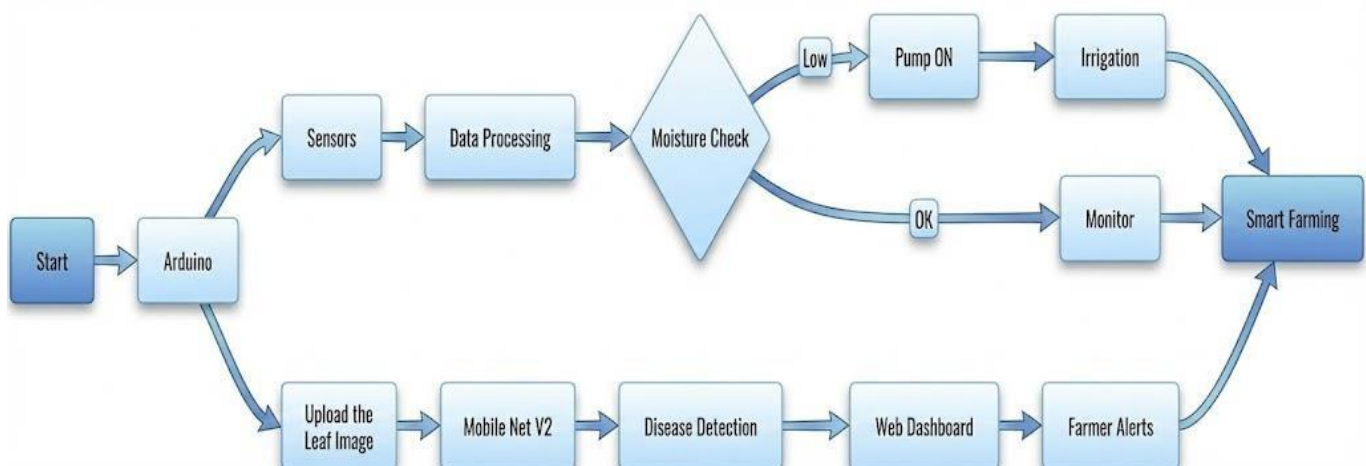 Start
Arduino
Sensors
Data Processing
Moisture Check
Low
Pump ON
Irrigation
OK
Monitor
Smart Farming
Upload the
Leaf Image
Mobile Net V2
Disease Detection
Web Dashboard
Farmer Alerts